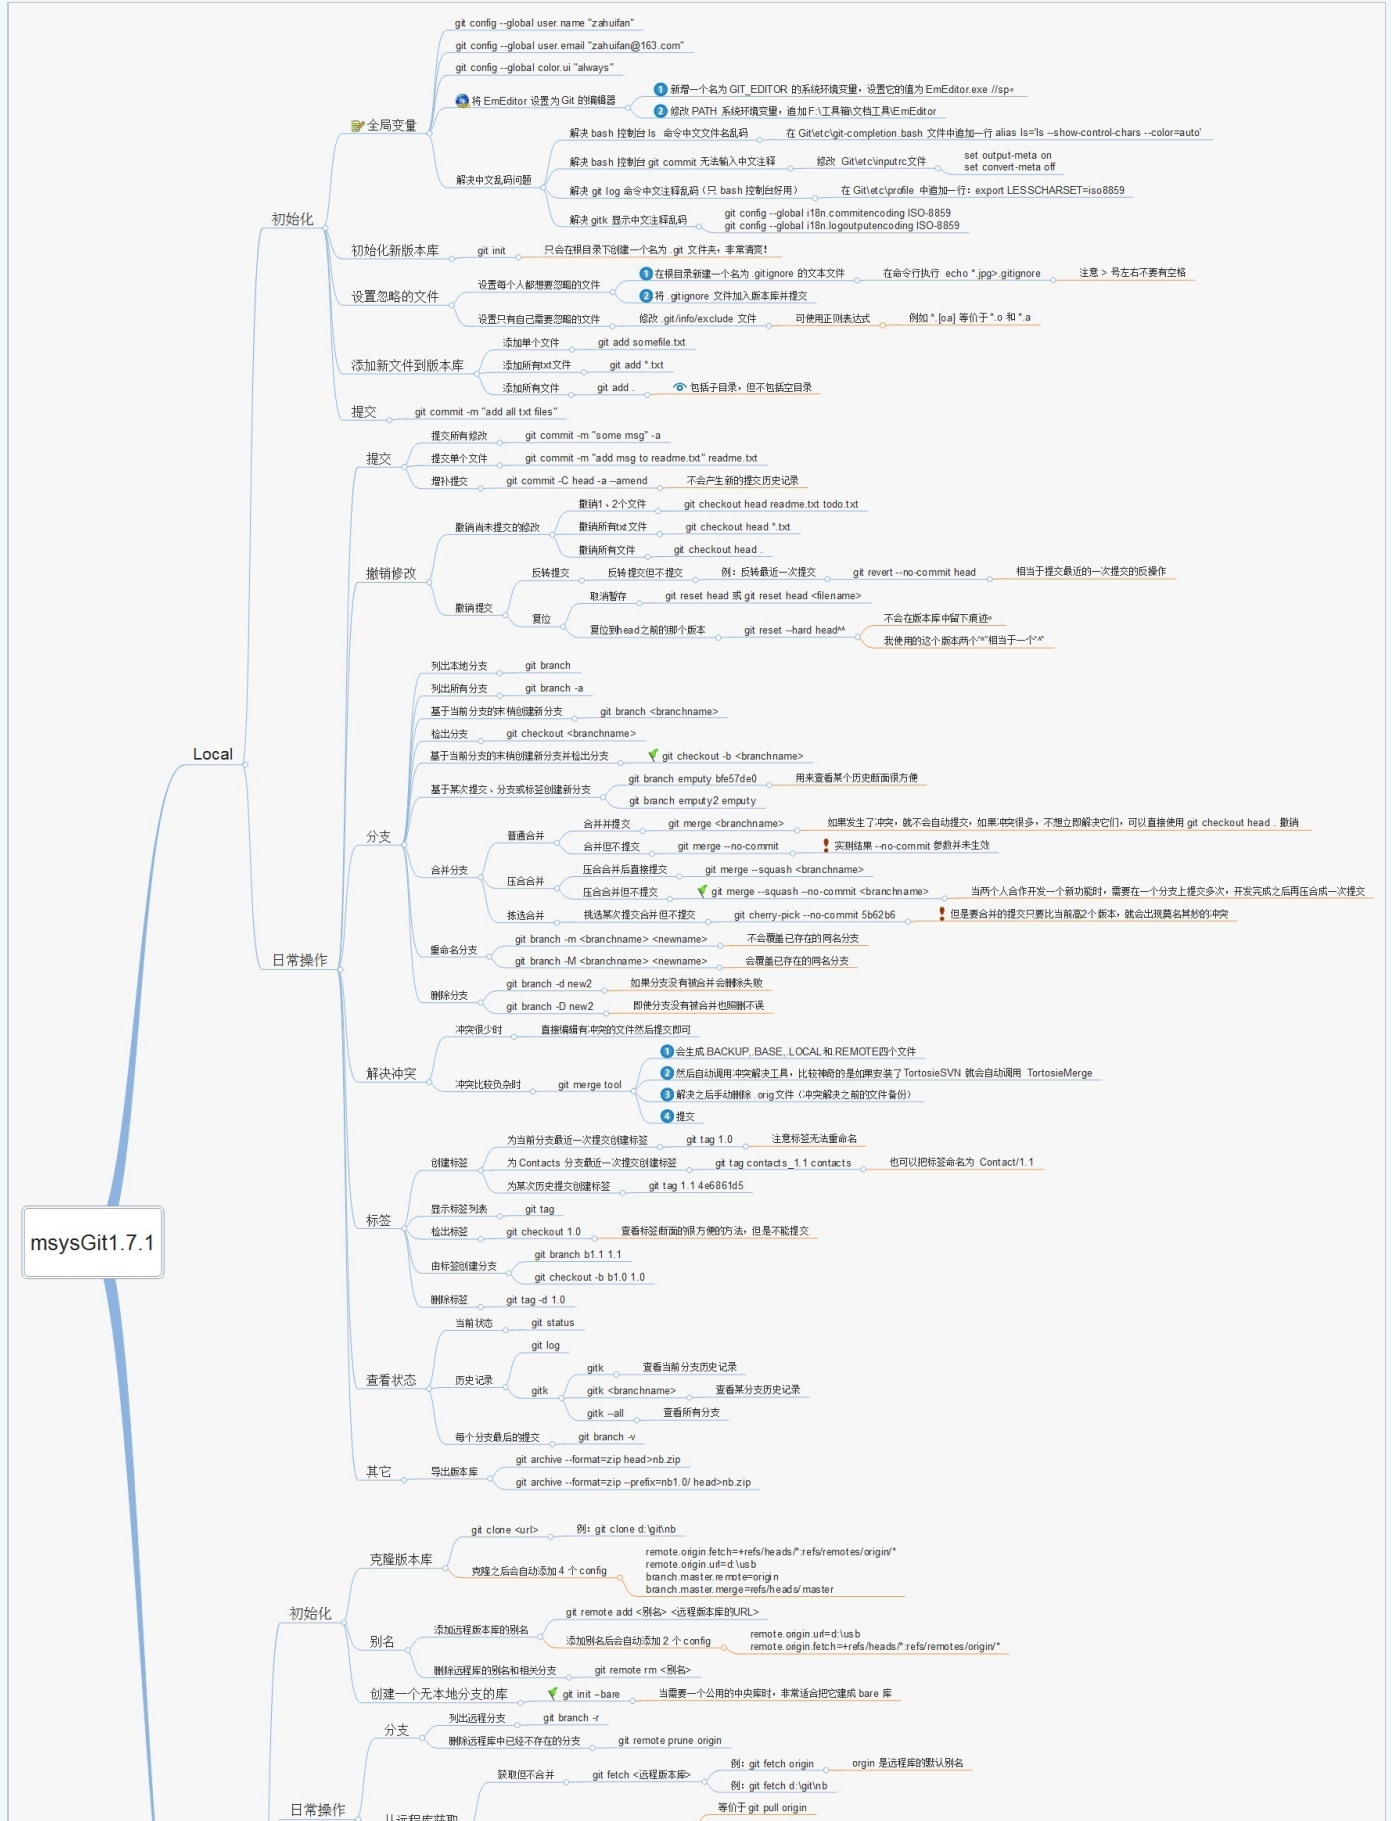 msysGit1.7.1
Local
初始化
全局变量
git config --global user.name "zahuifan"
git config --global user.email "zahuifan@163.com"
git config --global color.ui "always"
将 EmEditor 设置为 Git 的编辑器
1 新增一个名为 GIT_EDITOR 的系统环境变量，设置它的值为 EmEditor.exe //sp。
2 修改 PATH 系统环境变量，追加 F:\工具箱\文档工具\EmEditor
解决中文乱码问题
解决 bash 控制台 ls 命令中文文件名乱码
在 Git\etc\git-completion.bash 文件中追加一行 alias ls='ls --show-control-chars --color=auto'
解决 bash 控制台 git commit 无法输入中文注释
修改 Git\etc\inputrc文件
set output-meta on
set convert-meta off
解决 git log 命令中文注释乱码（只 bash 控制台好用）
在 Git\etc\profile 中追加一行：export LESSCHARSET=iso8859
解决 gitk 显示中文注释乱码
git config --global i18n.commitencoding ISO-8859
git config --global i18n.logoutputencoding ISO-8859
初始化新版本库
git init
只会在根目录下创建一个名为 .git 文件夹，非常清爽！
设置忽略的文件
设置每个人都想要忽略的文件
1 在根目录新建一个名为 .gitignore 的文本文件
在命令行执行 echo *.jpg>.gitignore
注意 > 号左右不要有空格
2 将 .gitignore 文件加入版本库并提交
设置只有自己需要忽略的文件
修改 .git/info/exclude 文件
可使用正则表达式
例如 *.[oa] 等价于 *.o 和 *.a
添加新文件到版本库
添加单个文件
git add somefile.txt
添加所有txt文件
git add *.txt
添加所有文件
git add .
包括子目录，但不包括空目录
提交
git commit -m "add all txt files"
日常操作
提交
提交所有修改
git commit -m "some msg" -a
提交单个文件
git commit -m "add msg to readme.txt" readme.txt
增补提交
git commit -C head -a --amend
不会产生新的提交历史记录
撤销修改
撤销尚未提交的修改
撤销1、2个文件
git checkout head readme.txt todo.txt
撤销所有txt文件
git checkout head *.txt
撤销所有文件
git checkout head .
撤销提交
反转提交
反转提交但不提交
例：反转最近一次提交
git revert --no-commit head
相当于提交最近的一次提交的反操作
复位
取消暂存
git reset head 或 git reset head <filename>
复位到head之前的那个版本
git reset --hard head^^
不会在版本库中留下痕迹。
我使用的这个版本两个"^"相当于一个"^"
分支
列出本地分支
git branch
列出所有分支
git branch -a
基于当前分支的末梢创建新分支
git branch <branchname>
检出分支
git checkout <branchname>
基于当前分支的末梢创建新分支并检出分支
git checkout -b <branchname>
基于某次提交、分支或标签创建新分支
git branch emputy bfe57de0
用来查看某个历史断面很方便
git branch emputy2 emputy
合并分支
普通合并
合并并提交
git merge <branchname>
如果发生了冲突，就不会自动提交，如果冲突很多，不想立即解决它们，可以直接使用 git checkout head . 撤销
合并但不提交
git merge --no-commit
实测结果 --no-commit 参数并未生效
压合合并
压合合并后直接提交
git merge --squash <branchname>
压合合并但不提交
git merge --squash --no-commit <branchname>
当两个人合作开发一个新功能时，需要在一个分支上提交多次，开发完成之后再压合成一次提交
拣选合并
挑选某次提交合并但不提交
git cherry-pick --no-commit 5b62b6
但是要合并的提交只要比当前高2个版本，就会出现莫名其妙的冲突
重命名分支
git branch -m <branchname> <newname>
不会覆盖已存在的同名分支
git branch -M <branchname> <newname>
会覆盖已存在的同名分支
删除分支
git branch -d new2
如果分支没有被合并会删除失败
git branch -D new2
即使分支没有被合并也照删不误
解决冲突
冲突很少时
直接编辑有冲突的文件然后提交即可
冲突比较负杂时
git merge tool
1 会生成.BACKUP,.BASE,.LOCAL和.REMOTE四个文件
2 然后自动调用冲突解决工具，比较神奇的是如果安装了 TortosieSVN 就会自动调用 TortosieMerge
3 解决之后手动删除 .orig文件（冲突解决之前的文件备份）
4 提交
标签
创建标签
为当前分支最近一次提交创建标签
git tag 1.0
注意标签无法重命名
为 Contacts 分支最近一次提交创建标签
git tag contacts_1.1 contacts
也可以把标签命名为 Contact/1.1
为某次历史提交创建标签
git tag 1.1 4e6861d5
显示标签列表
git tag
检出标签
git checkout 1.0
查看标签断面的很方便的方法，但是不能提交
由标签创建分支
git branch b1.1 1.1
git checkout -b b1.0 1.0
删除标签
git tag -d 1.0
查看状态
当前状态
git status
历史记录
git log
gitk
gitk
查看当前分支历史记录
gitk <branchname>
查看某分支历史记录
gitk --all
查看所有分支
每个分支最后的提交
git branch -v
其它
导出版本库
git archive --format=zip head>nb.zip
git archive --format=zip --prefix=nb1.0/ head>nb.zip
初始化
克隆版本库
git clone <url>
例：git clone d:\git\nb
克隆之后会自动添加 4 个 config
remote.origin.fetch=+refs/heads/*:refs/remotes/origin/*
remote.origin.url=d:\usb
branch.master.remote=origin
branch.master.merge=refs/heads/master
别名
添加远程版本库的别名
git remote add <别名> <远程版本库的URL>
添加别名后会自动添加 2 个 config
remote.origin.url=d:\usb
remote.origin.fetch=+refs/heads/*:refs/remotes/origin/*
删除远程库的别名和相关分支
git remote rm <别名>
创建一个无本地分支的库
git init –bare
当需要一个公用的中央库时，非常适合把它建成 bare 库
日常操作
分支
列出远程分支
git branch -r
删除远程库中已经不存在的分支
git remote prune origin
从远程库获取
获取但不合并
git fetch <远程版本库>
例：git fetch origin
orgin 是远程库的默认别名
例：git fetch d:\git\nb
等价于 git pull origin